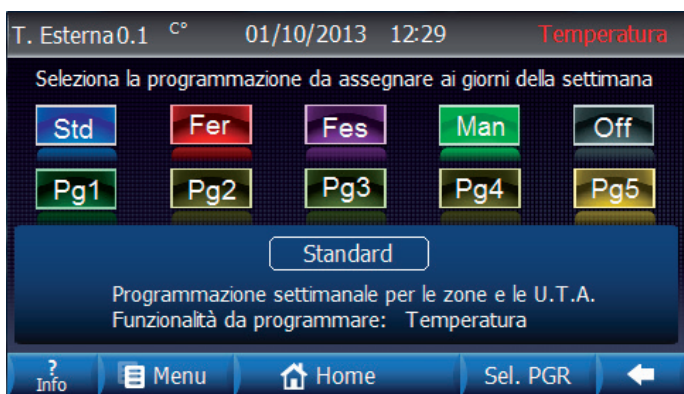 T. Esterna 0.1 C° 01/10/2013 12:29 Temperatura
Seleziona la programmazione da assegnare ai giorni della settimana
Std Fer Fes Man Off
Pg1 Pg2 Pg3 Pg4 Pg5
Standard
Programmazione settimanale per le zone e le U.T.A.
Funzionalità da programmare: Temperatura
? Info Menu Home Sel. PGR